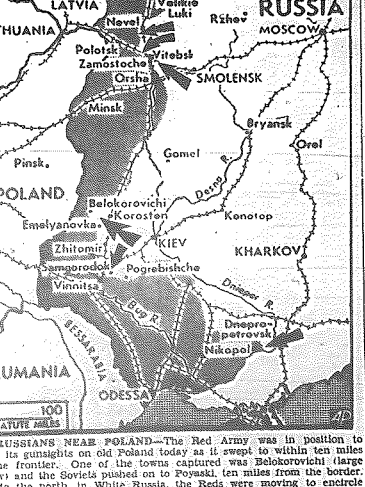 LATVIA
Velikie
Luki
RUSSIA
Nevel
Rzhev
MOSCOW
THUANIA
Polotsk
Vitebsk
Zamostoche
Orsha
SMOLENSK
Minsk
Bryansk
Orel
Gomel
Pinsk
Desna R.
POLAND
Belokorovichi
Korosten
Konotop
Emelyanovka
KIEV
Zhitomir
KHARKOV
Samgorodok
Pogrebishche
Vinnitsa
Dnieper R.
Bug R.
Dnepro-
petrovsk
BESSARABIA
Nikopol
UMANIA
ODESSA
100
TATUTE MILES
RUSSIANS NEAR POLAND—The Red Army was in position to
its gunsights on old Poland today as it swept to within ten miles
he frontier. One of the towns captured was Belokorovichi (large
w) and the Soviets pushed on to Poyaski, ten miles from the border.
to the north, in White Russia, the Reds were moving to encircle